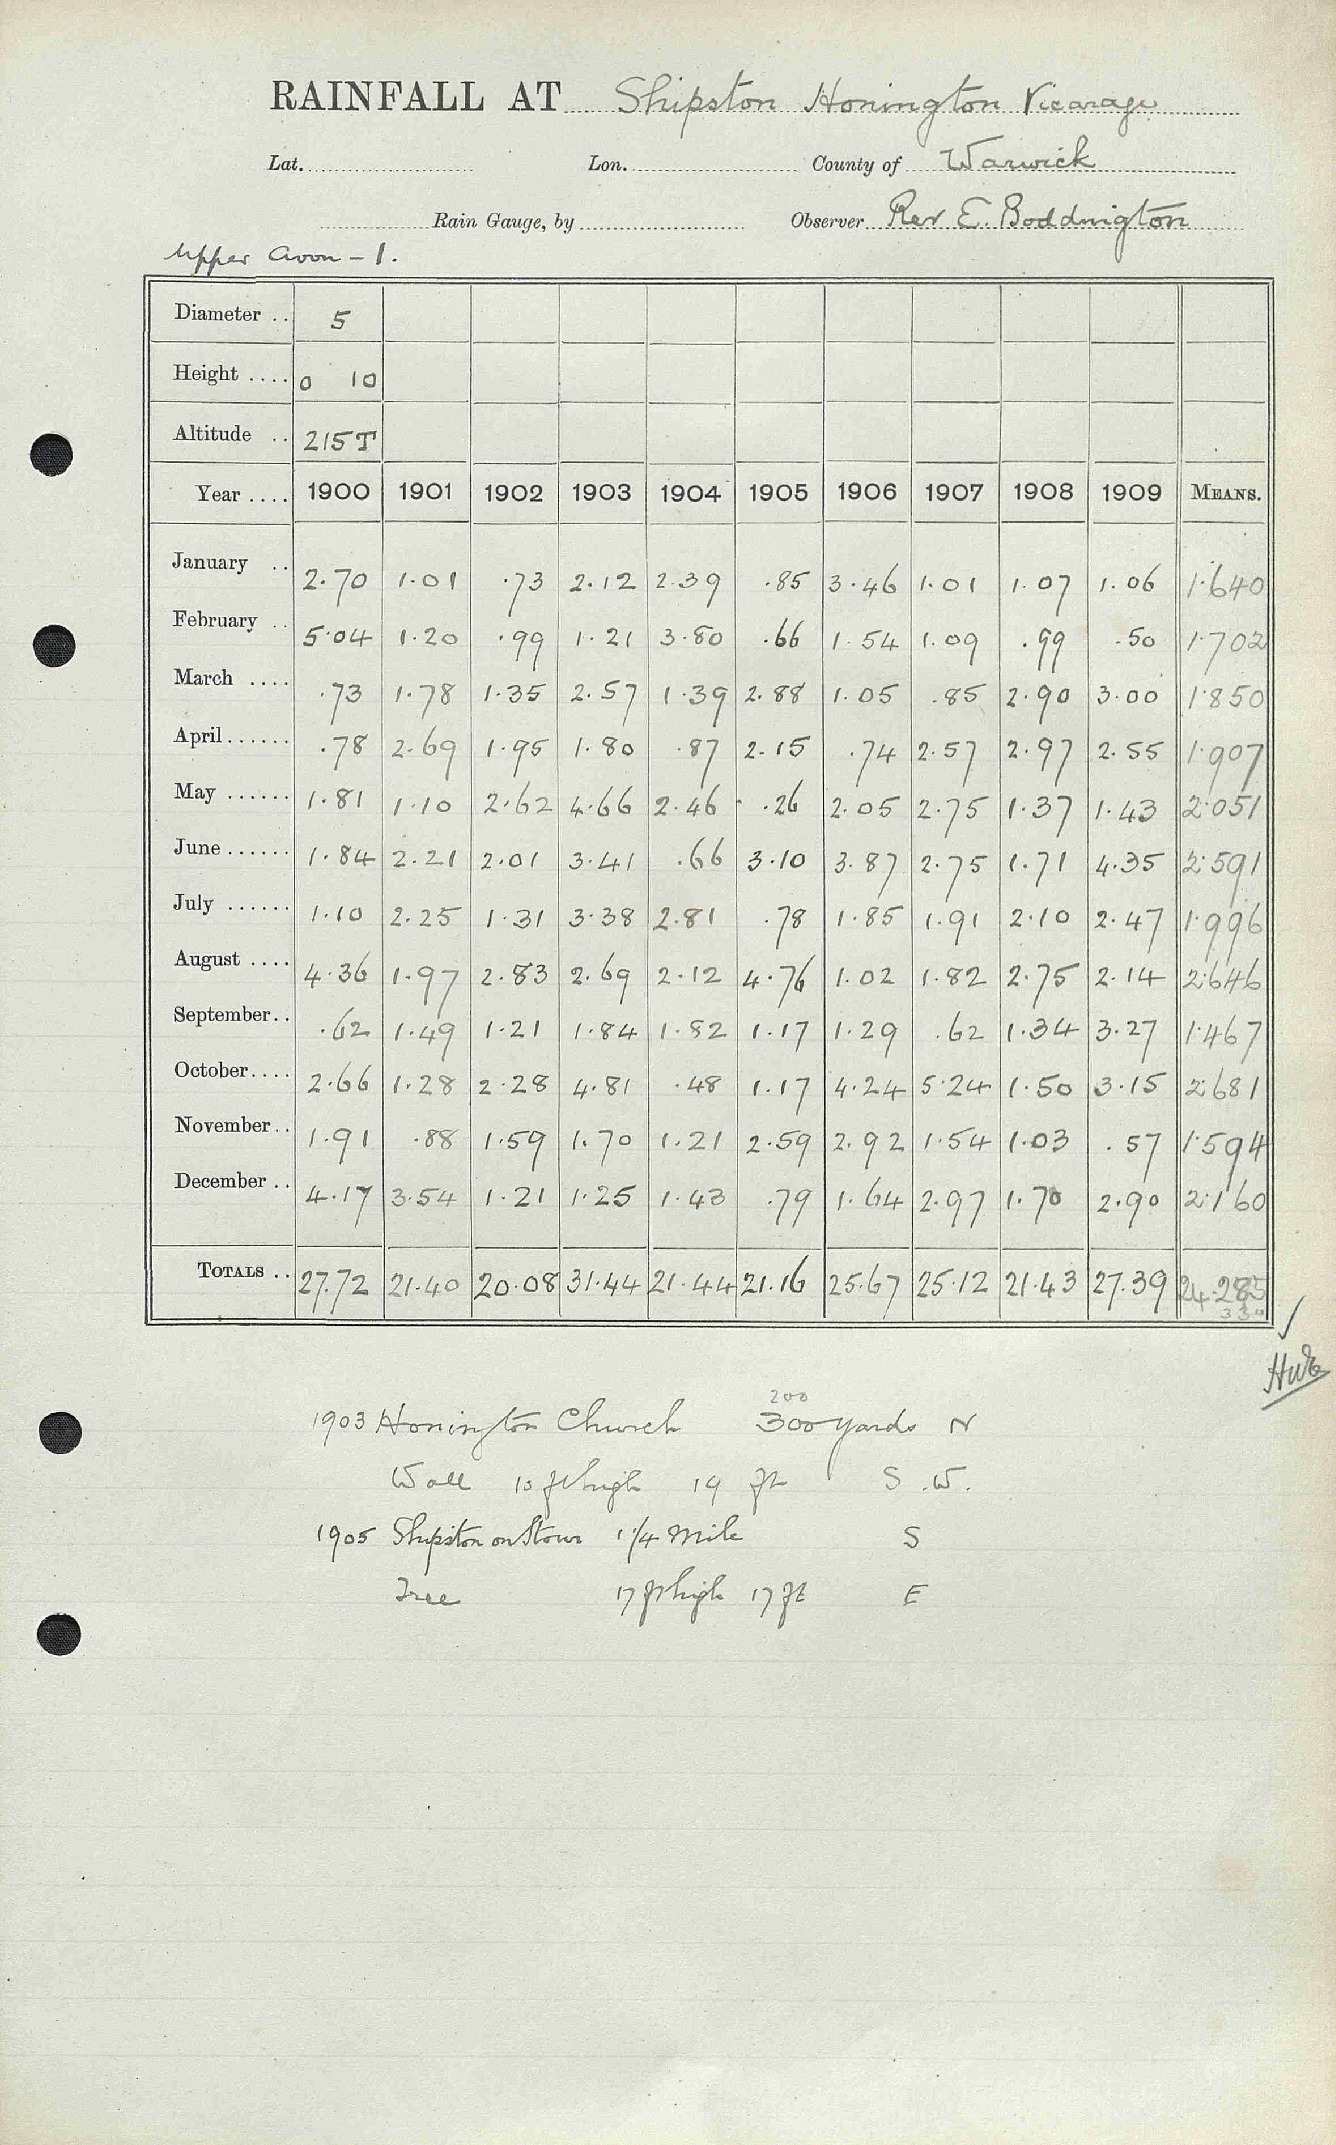 RAINFALL AT Shipston Honington Vicarage
Lat. Lon. County of Warwick
Rain Gauge, by Observer Rev E. Boddington
Upper Avon - 1.
Diameter .. 5
Height .... 0 10
Altitude .. 215T
Year .... 1900 1901 1902 1903 1904 1905 1906 1907 1908 1909 MEANS.
January .. 2.70 1.01 .73 2.12 2.39 .85 3.46 1.01 1.07 1.06 1.640
February .. 5.04 1.20 .99 1.21 3.80 .66 1.54 1.09 .99 .50 1.702
March .... .73 1.78 1.35 2.57 1.39 2.88 1.05 .85 2.90 3.00 1.850
April...... .78 2.69 1.95 1.80 .87 2.15 .74 2.57 2.97 2.55 1.907
May ...... 1.81 1.10 2.62 4.66 2.46 .26 2.05 2.75 1.37 1.43 2.051
June ...... 1.84 2.21 2.01 3.41 .66 3.10 3.87 2.75 1.71 4.35 2.591
July ...... 1.10 2.25 1.31 3.38 2.81 .78 1.85 1.91 2.10 2.47 1.996
August .... 4.36 1.97 2.83 2.69 2.12 4.76 1.02 1.82 2.75 2.14 2.646
September.. .62 1.49 1.21 1.84 1.82 1.17 1.29 .62 1.34 3.27 1.467
October.... 2.66 1.28 2.28 4.81 .48 1.17 4.24 5.24 1.50 3.15 2.681
November.. 1.91 .88 1.59 1.70 1.21 2.59 2.92 1.54 1.03 .57 1.594
December .. 4.17 3.54 1.21 1.25 1.43 .79 1.64 2.97 1.70 2.90 2.160
TOTALS .. 27.72 21.40 20.08 31.44 21.44 21.16 25.67 25.12 21.43 27.39 24.285
200
1903 Honington Church 300 yards N
Wall 10 ft high 19 ft S.W.
1905 Shipston on Stour 1 1/4 Mile S
Tree 17 ft high 17 ft E